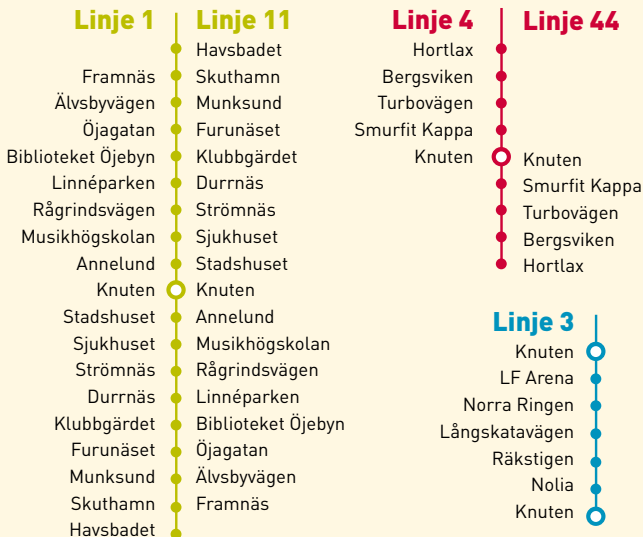 Linje 1
Framnäs
Älvsbyvägen
Öjagatan
Biblioteket Öjebyn
Linnéparken
Rågrindsvägen
Musikhögskolan
Annelund
Knuten
Stadshuset
Sjukhuset
Strömnäs
Durrnäs
Klubbgärdet
Furunäset
Munksund
Skuthamn
Havsbadet
Linje 11
Havsbadet
Skuthamn
Munksund
Furunäset
Klubbgärdet
Durrnäs
Strömnäs
Sjukhuset
Stadshuset
Knuten
Annelund
Musikhögskolan
Rågrindsvägen
Linnéparken
Biblioteket Öjebyn
Öjagatan
Älvsbyvägen
Framnäs
Linje 4
Hortlax
Bergsviken
Turbovägen
Smurfit Kappa
Knuten
Linje 44
Knuten
Smurfit Kappa
Turbovägen
Bergsviken
Hortlax
Linje 3
Knuten
LF Arena
Norra Ringen
Långskatavägen
Räkstigen
Nolia
Knuten